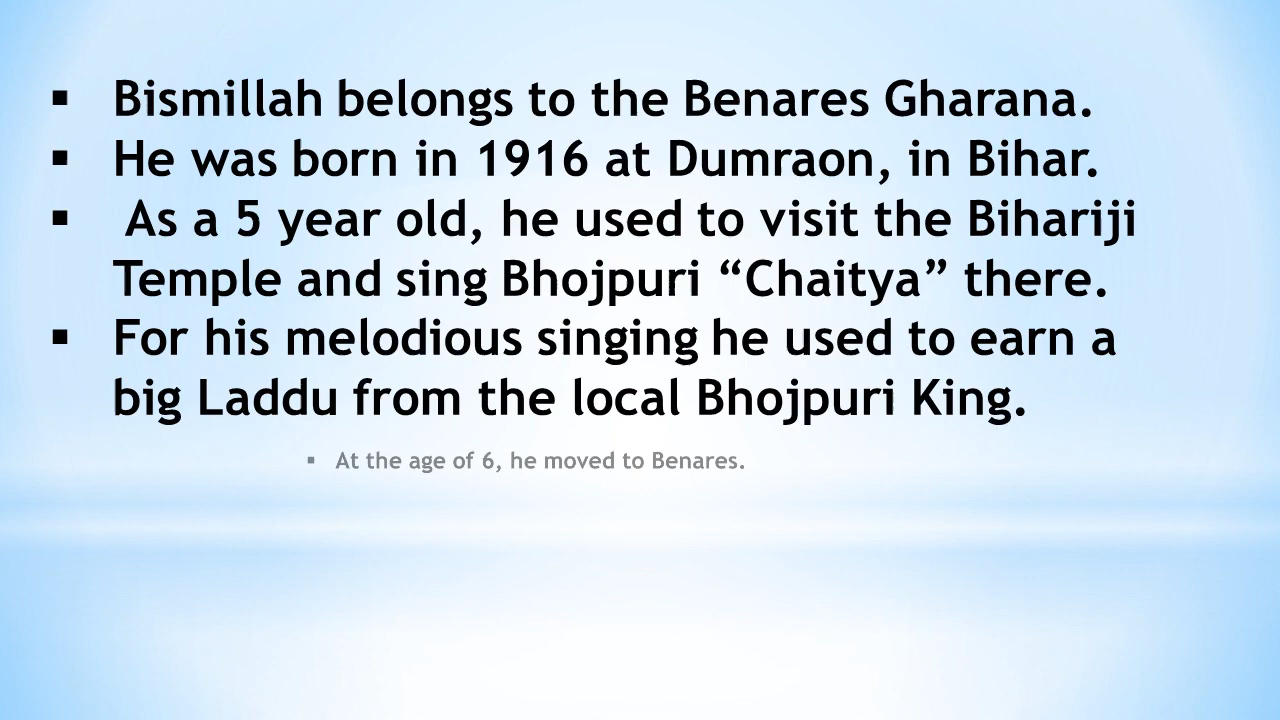 ▪ Bismillah belongs to the Benares Gharana.
▪ He was born in 1916 at Dumraon, in Bihar.
▪ As a 5 year old, he used to visit the Bihariji
Temple and sing Bhojpuri “Chaitya” there.
▪ For his melodious singing he used to earn a
big Laddu from the local Bhojpuri King.
▪ At the age of 6, he moved to Benares.